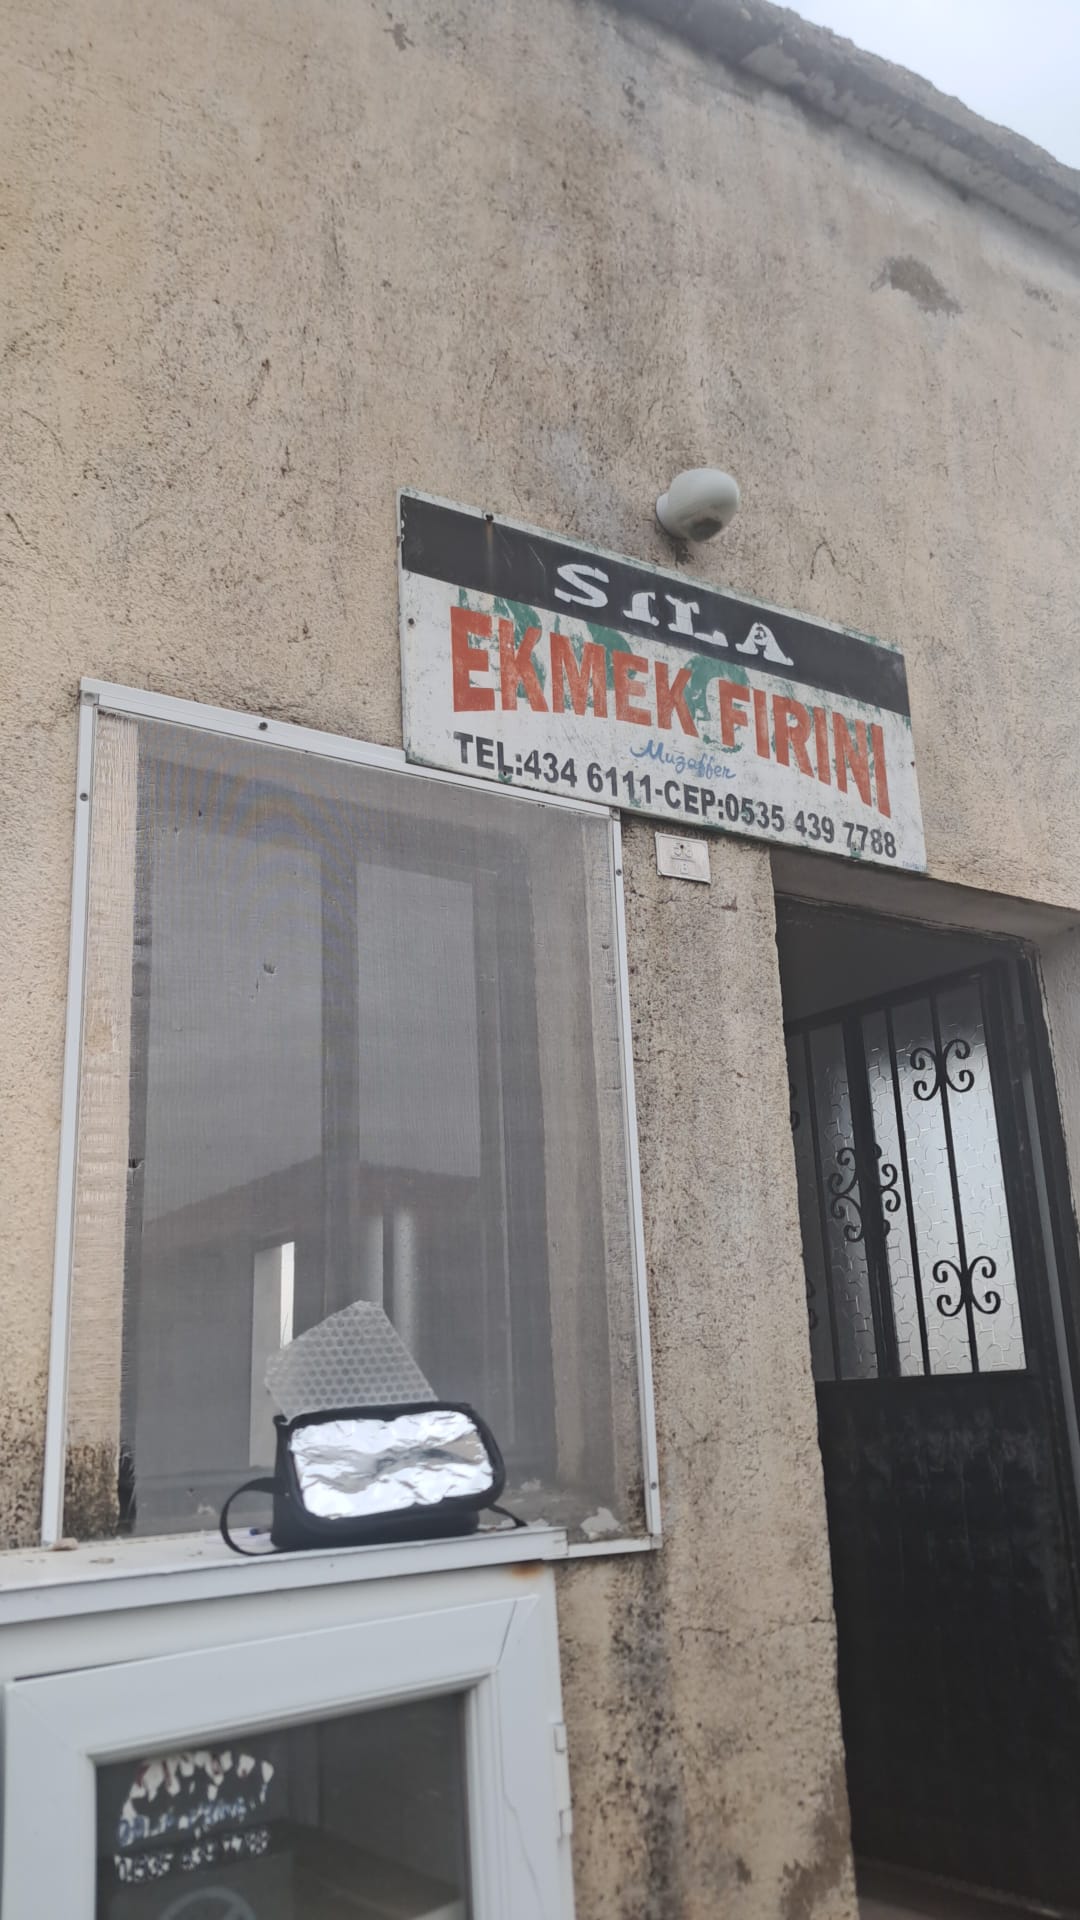 SILA
EKMEK FIRINI
Muzaffer
TEL:434 6111-CEP:0535 439 7788